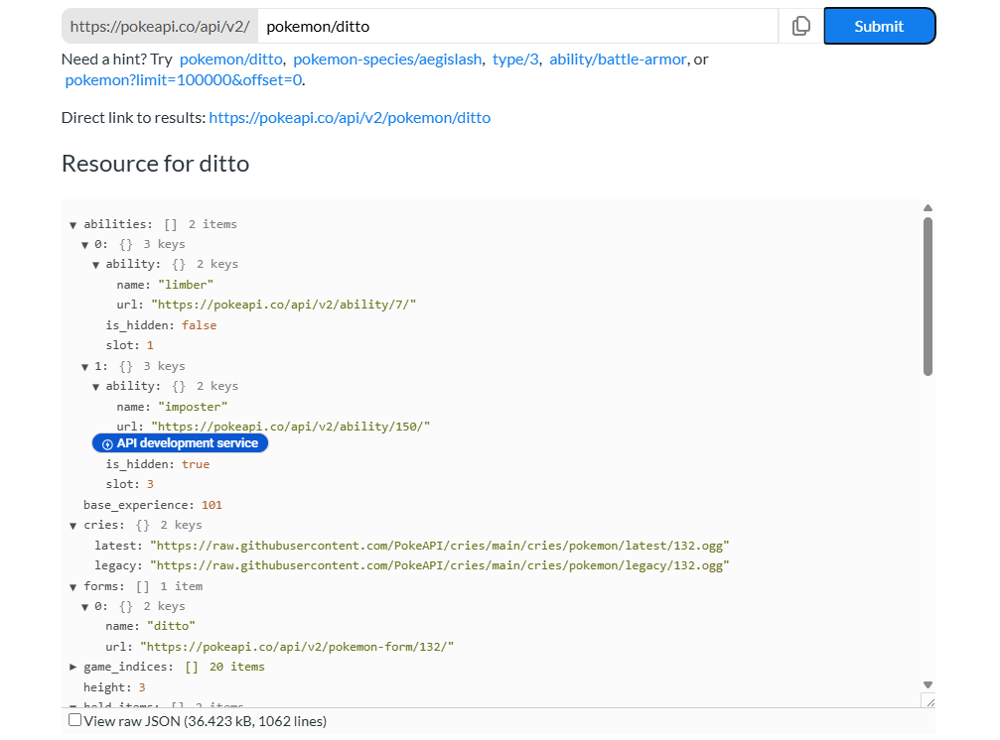 https://pokeapi.co/api/v2/ pokemon/ditto Submit
Need a hint? Try pokemon/ditto, pokemon-species/aegislash, type/3, ability/battle-armor, or
pokemon?limit=100000&offset=0.
Direct link to results: https://pokeapi.co/api/v2/pokemon/ditto
Resource for ditto
abilities: [] 2 items
0: {} 3 keys
ability: {} 2 keys
name: "limber"
url: "https://pokeapi.co/api/v2/ability/7/"
is_hidden: false
slot: 1
1: {} 3 keys
ability: {} 2 keys
name: "imposter"
url: "https://pokeapi.co/api/v2/ability/150/"
API development service
is_hidden: true
slot: 3
base_experience: 101
cries: {} 2 keys
latest: "https://raw.githubusercontent.com/PokeAPI/cries/main/cries/pokemon/latest/132.ogg"
legacy: "https://raw.githubusercontent.com/PokeAPI/cries/main/cries/pokemon/legacy/132.ogg"
forms: [] 1 item
0: {} 2 keys
name: "ditto"
url: "https://pokeapi.co/api/v2/pokemon-form/132/"
game_indices: [] 20 items
height: 3
held_items: [] 2 items
View raw JSON (36.423 kB, 1062 lines)